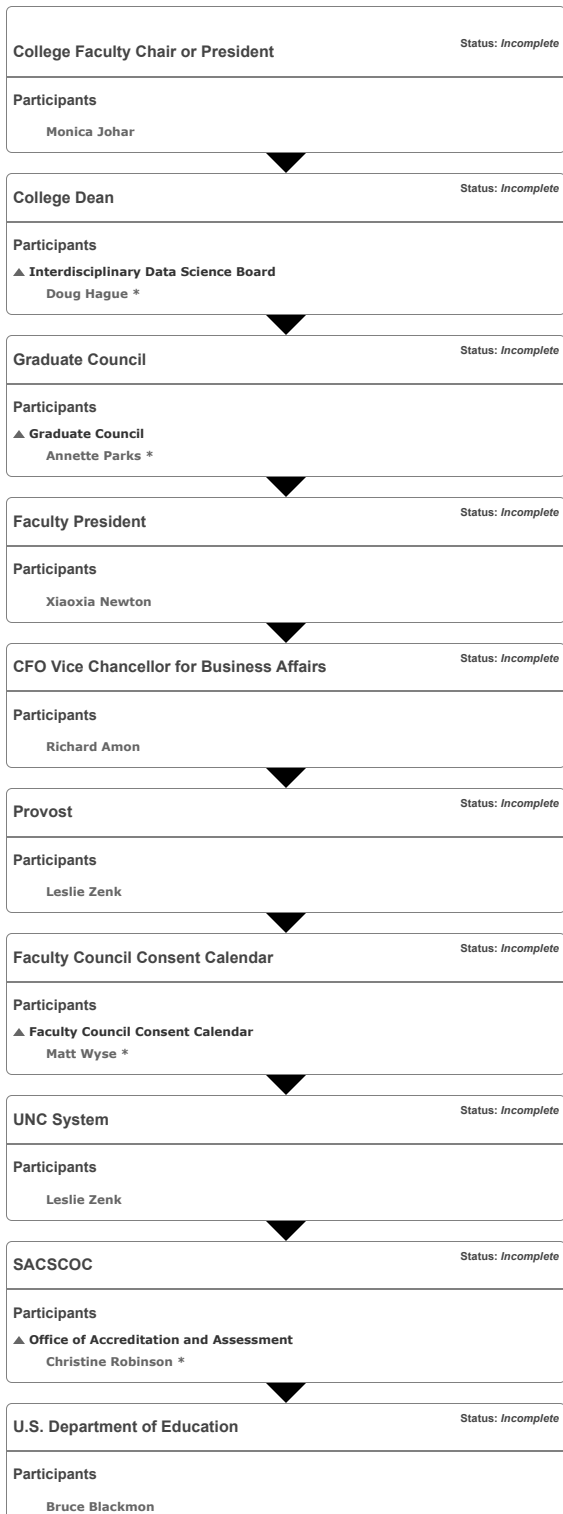 College Faculty Chair or President
Status: Incomplete
Participants
Monica Johar
College Dean
Status: Incomplete
Participants
Interdisciplinary Data Science Board
Doug Hague *
Graduate Council
Status: Incomplete
Participants
Graduate Council
Annette Parks *
Faculty President
Status: Incomplete
Participants
Xiaoxia Newton
CFO Vice Chancellor for Business Affairs
Status: Incomplete
Participants
Richard Amon
Provost
Status: Incomplete
Participants
Leslie Zenk
Faculty Council Consent Calendar
Status: Incomplete
Participants
Faculty Council Consent Calendar
Matt Wyse *
UNC System
Status: Incomplete
Participants
Leslie Zenk
SACSCOC
Status: Incomplete
Participants
Office of Accreditation and Assessment
Christine Robinson *
U.S. Department of Education
Status: Incomplete
Participants
Bruce Blackmon